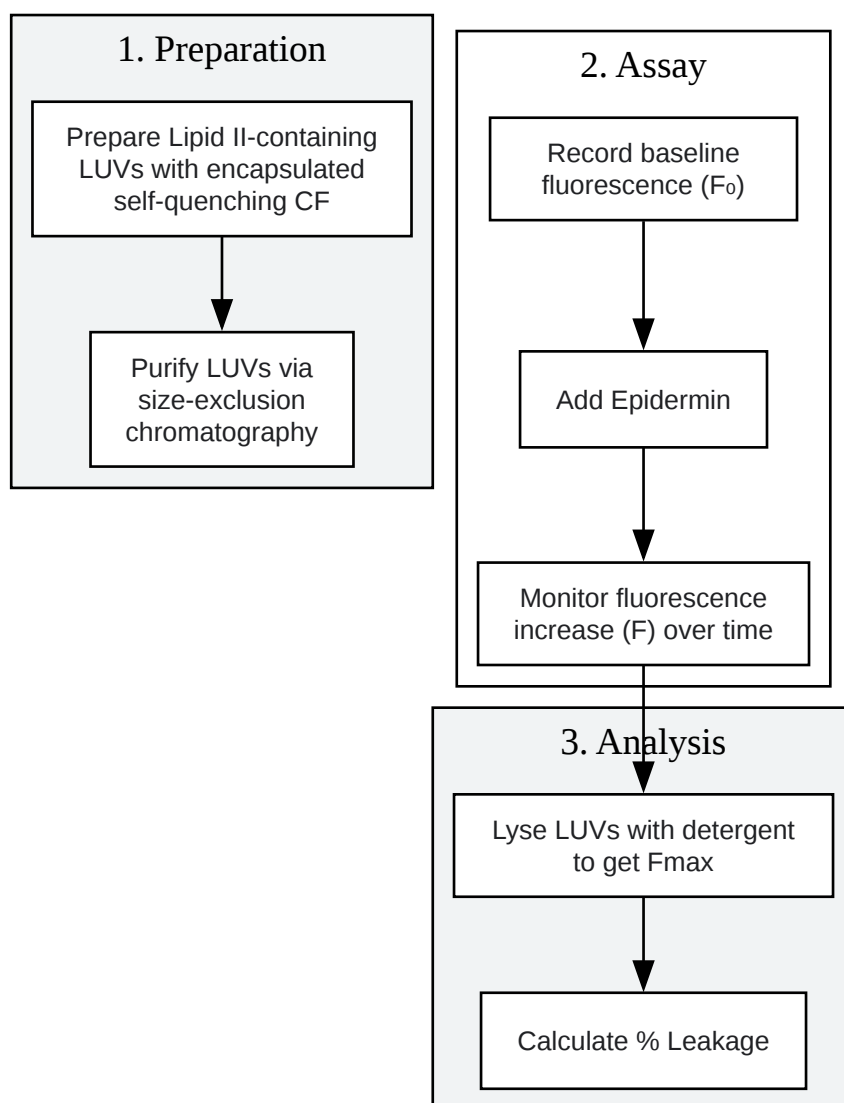 1. Preparation
Prepare Lipid II-containing
LUVs with encapsulated
self-quenching CF
Purify LUVs via
size-exclusion
chromatography
2. Assay
Record baseline
fluorescence (F₀)
Add Epidermin
Monitor fluorescence
increase (F) over time
3. Analysis
Lyse LUVs with detergent
to get Fmax
Calculate % Leakage